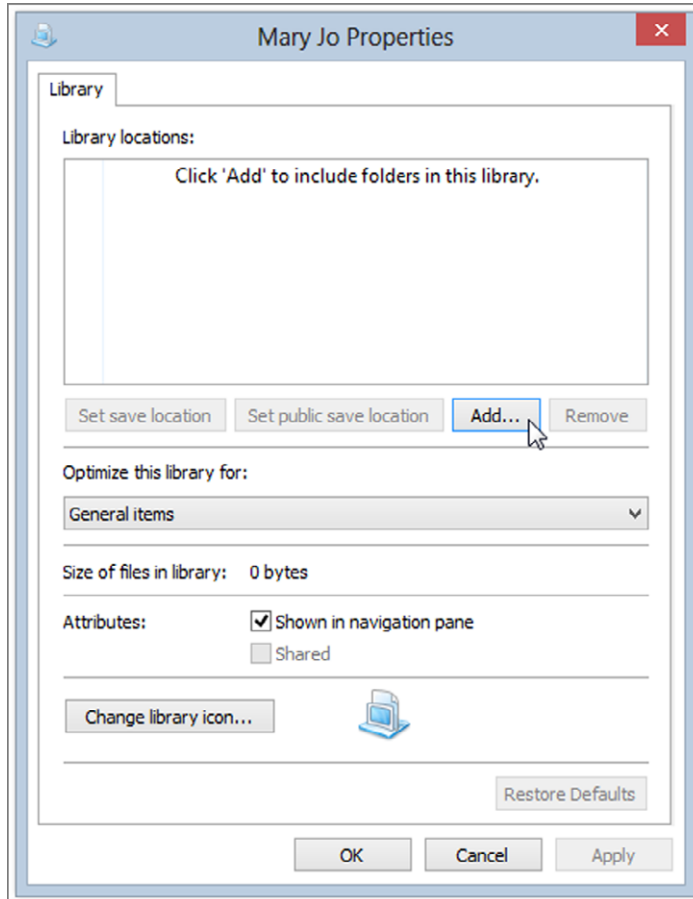 Mary Jo Properties
Library
Library locations:
Click 'Add' to include folders in this library.
Set save location Set public save location Add... Remove
Optimize this library for:
General items
Size of files in library: 0 bytes
Attributes: Shown in navigation pane
Shared
Change library icon...
Restore Defaults
OK Cancel Apply